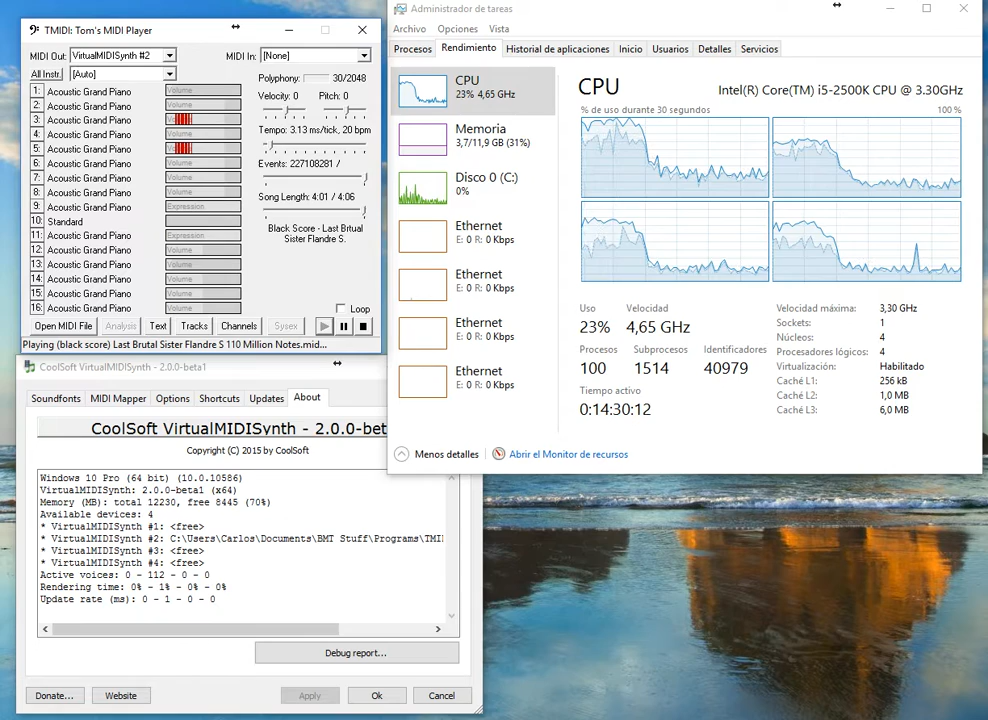 TMIDI: Tom's MIDI Player
MIDI Out: VirtualMIDISynth #2
MIDI In: [None]
All Instr. [Auto]
Polyphony: 30/2048
Velocity: 0 Pitch: 0
Tempo: 3.13 ms/tick, 20 bpm
Events: 227108281 /
Song Length: 4:01 / 4:06
Black Score - Last Brtual
Sister Flandre S.
1: Acoustic Grand Piano Volume
2: Acoustic Grand Piano Volume
3: Acoustic Grand Piano
4: Acoustic Grand Piano Volume
5: Acoustic Grand Piano
6: Acoustic Grand Piano Volume
7: Acoustic Grand Piano Volume
8: Acoustic Grand Piano Volume
9: Acoustic Grand Piano Expression
10: Standard
11: Acoustic Grand Piano Expression
12: Acoustic Grand Piano Volume
13: Acoustic Grand Piano Volume
14: Acoustic Grand Piano Volume
15: Acoustic Grand Piano Volume
16: Acoustic Grand Piano Volume
Loop
Open MIDI File Analysis Text Tracks Channels Sysex
Playing (black score) Last Brutal Sister Flandre S 110 Million Notes.mid...
CoolSoft VirtualMIDISynth - 2.0.0-beta1
Soundfonts MIDI Mapper Options Shortcuts Updates About
CoolSoft VirtualMIDISynth - 2.0.0-bet
Copyright (C) 2015 by CoolSoft
Windows 10 Pro (64 bit) (10.0.10586)
VirtualMIDISynth: 2.0.0-beta1 (x64)
Memory (MB): total 12230, free 8445 (70%)
Available devices: 4
* VirtualMIDISynth #1: <free>
* VirtualMIDISynth #2: C:\Users\Carlos\Documents\BMT Stuff\Programs\TMI
* VirtualMIDISynth #3: <free>
* VirtualMIDISynth #4: <free>
Active voices: 0 - 112 - 0 - 0
Rendering time: 0% - 1% - 0% - 0%
Update rate (ms): 0 - 1 - 0 - 0
Debug report...
Donate... Website Apply Ok Cancel
Administrador de tareas
Archivo Opciones Vista
Procesos Rendimiento Historial de aplicaciones Inicio Usuarios Detalles Servicios
CPU
23% 4,65 GHz
Memoria
3,7/11,9 GB (31%)
Disco 0 (C:)
0%
Ethernet
E: 0 R: 0 Kbps
Ethernet
E: 0 R: 0 Kbps
Ethernet
E: 0 R: 0 Kbps
Ethernet
E: 0 R: 0 Kbps
CPU Intel(R) Core(TM) i5-2500K CPU @ 3.30GHz
% de uso durante 30 segundos 100 %
Uso Velocidad
23% 4,65 GHz
Procesos Subprocesos Identificadores
100 1514 40979
Tiempo activo
0:14:30:12
Velocidad máxima: 3,30 GHz
Sockets: 1
Núcleos: 4
Procesadores lógicos: 4
Virtualización: Habilitado
Caché L1: 256 kB
Caché L2: 1,0 MB
Caché L3: 6,0 MB
Menos detalles Abrir el Monitor de recursos